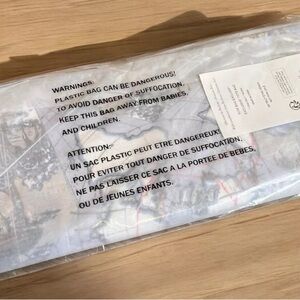 WARNINGS:
PLASTIC BAG CAN BE DANGEROUS!
TO AVOID DANGER OF SUFFOCATION,
KEEP THIS BAG AWAY FROM BABIES,
AND CHILDREN.
ATTENTION:
UN SAC PLASTIC PEUT ETRE DANGEREUX!
POUR EVITER TOUT DANGER DE SUFFOCATION,
NE PAS LAISSER CE SAC A LA PORTEE DE BEBES,
OU DE JEUNES ENFANTS.